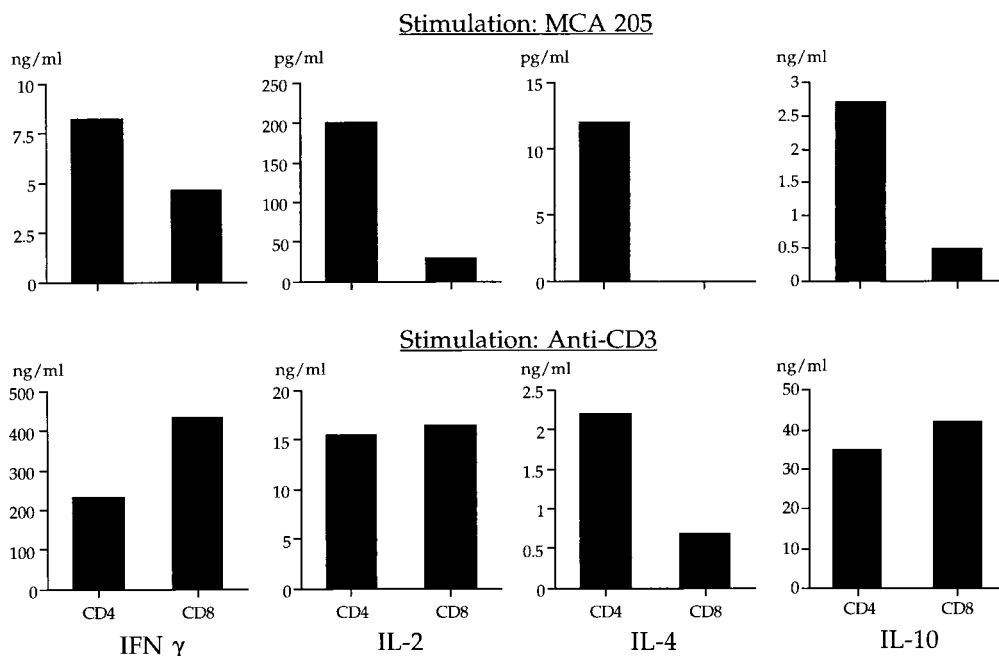 Stimulation: MCA 205
ng/ml
pg/ml
pg/ml
ng/ml
10
7.5
5
2.5
0
250
200
150
100
50
0
15
10
5
0
3
2.5
2
1.5
1
0.5
0
Stimulation: Anti-CD3
ng/ml
ng/ml
ng/ml
ng/ml
500
400
300
200
100
0
20
15
10
5
0
2.5
2
1.5
1
0.5
0
50
40
30
20
10
0
CD4 CD8
CD4 CD8
CD4 CD8
CD4 CD8
IFN γ
IL-2
IL-4
IL-10